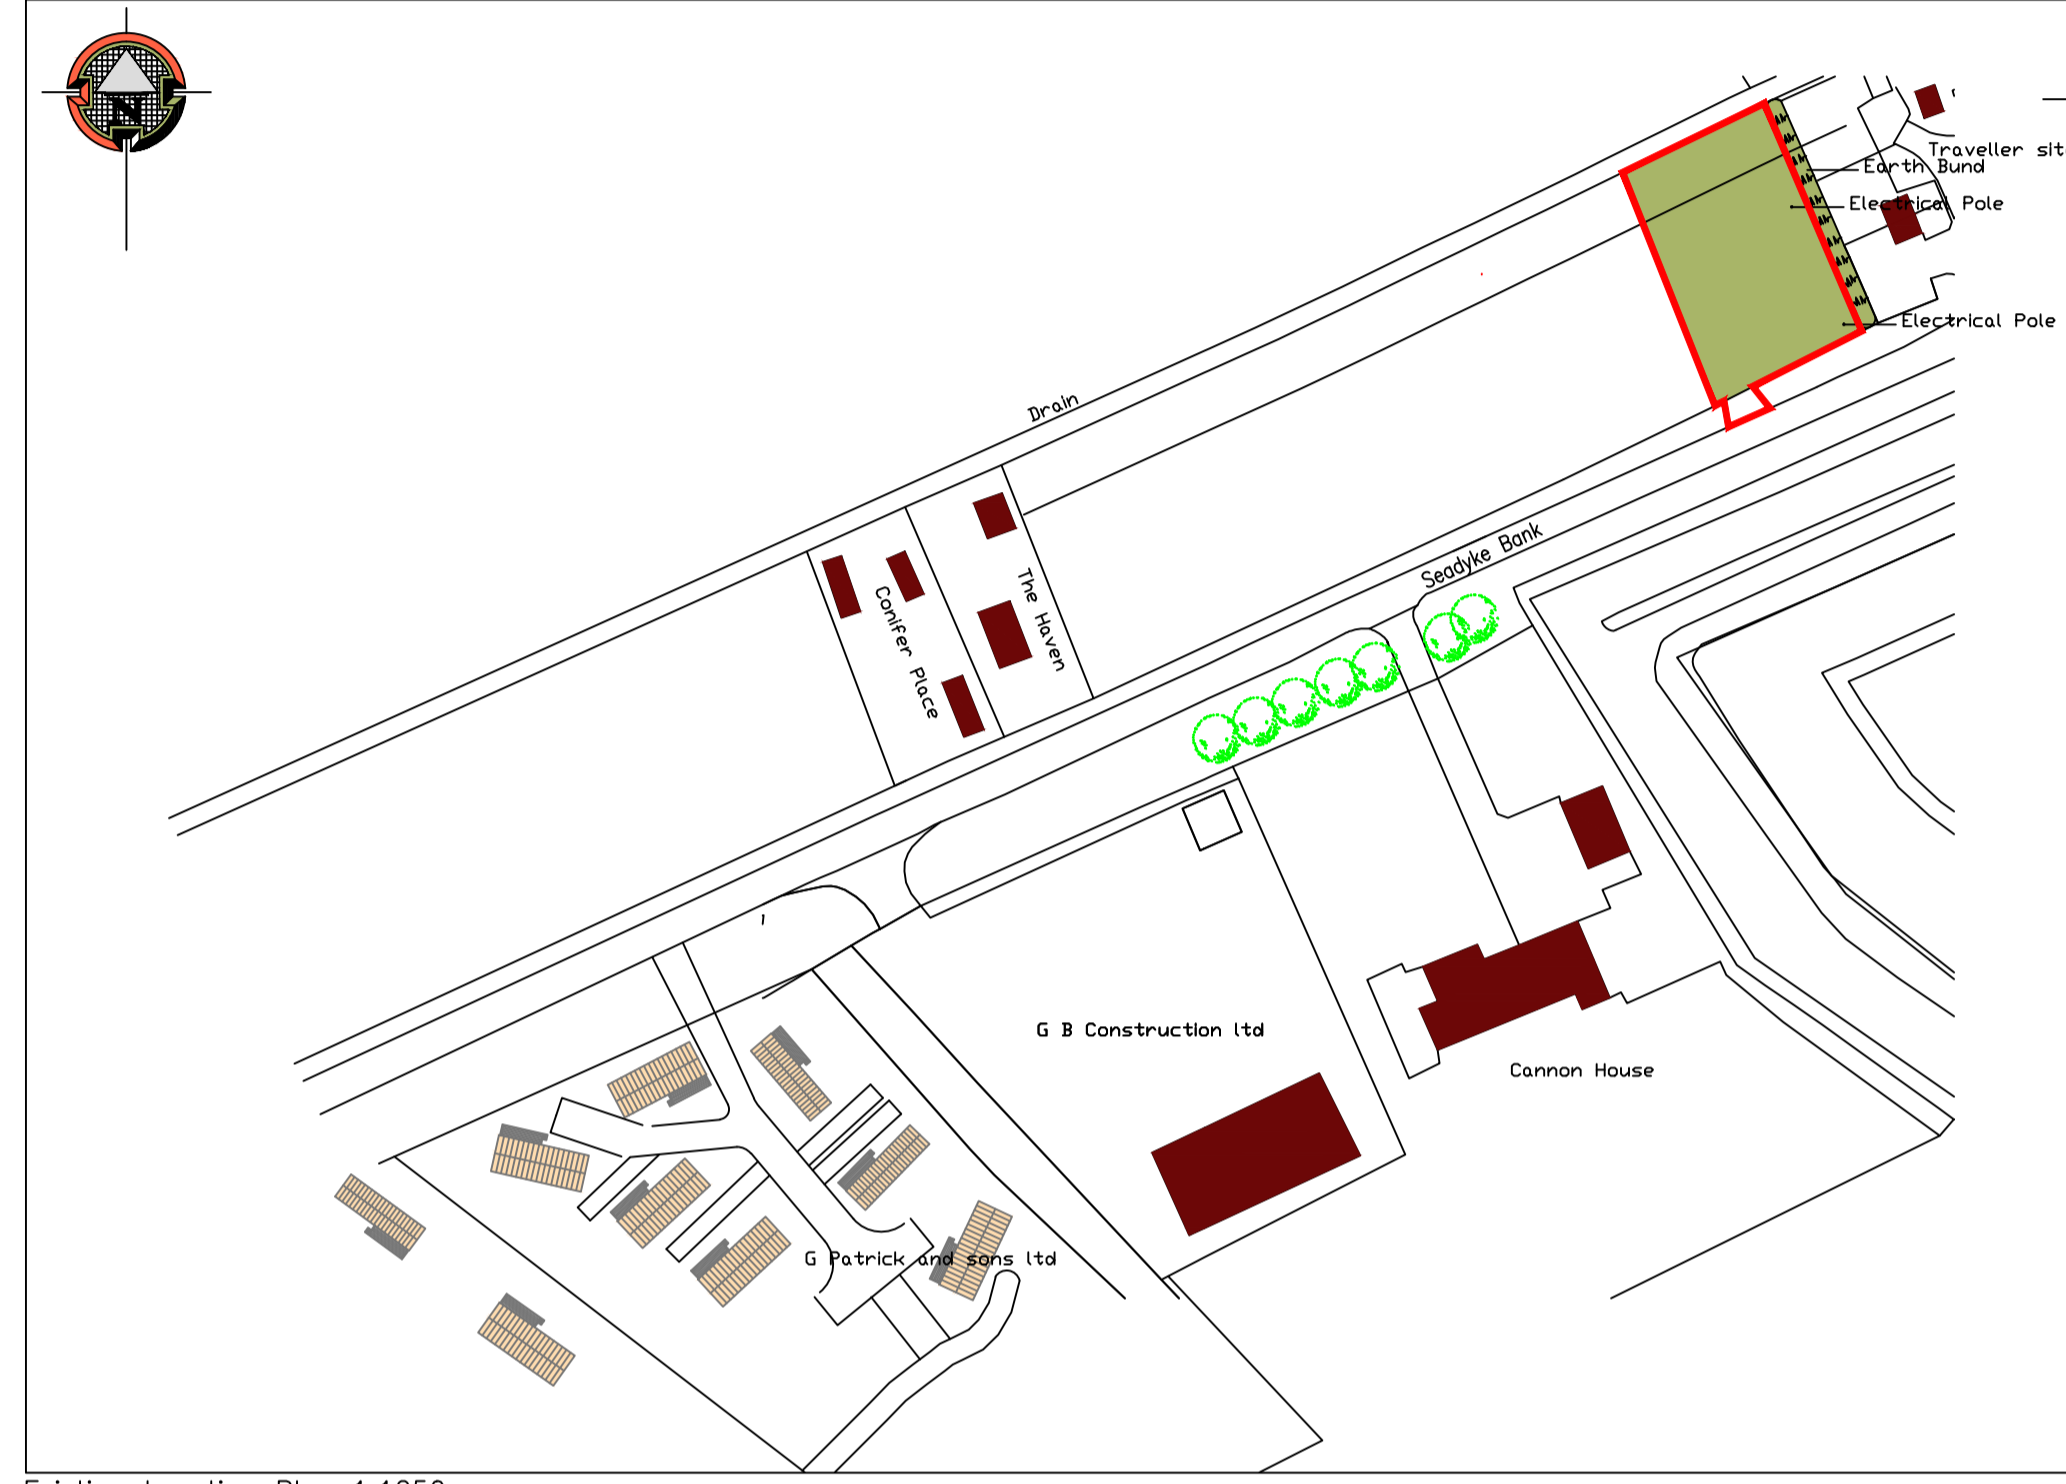 N
Traveller
Earth Bund
Electrical Pole
Electrical Pole
Drain
Seadyke Bank
The Haven
Conifer Place
G B Construction ltd
Cannon House
G Patrick and sons ltd